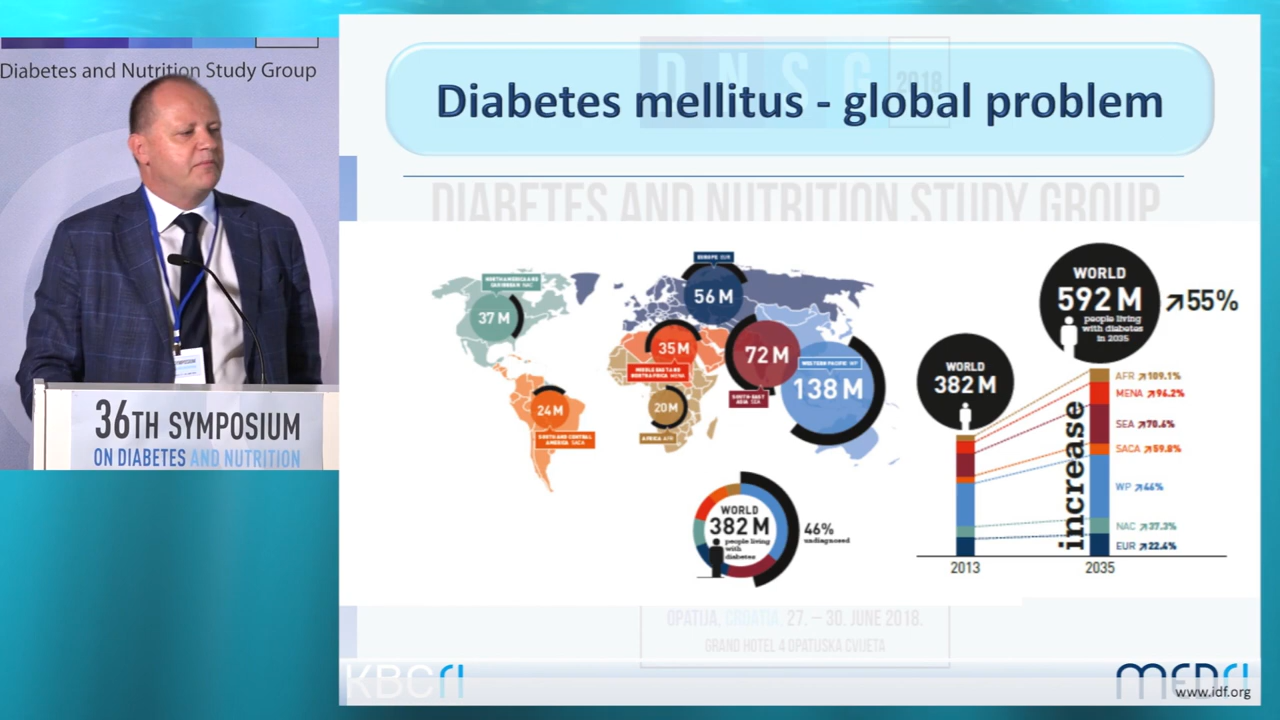 Diabetes and Nutrition Study Group
36TH SYMPOSIUM
ON DIABETES AND NUTRITION
DNSG 2018
Diabetes mellitus - global problem
DIABETES AND NUTRITION STUDY GROUP
NORTH AMERICA AND
CARIBBEAN NAC
37 M
EUROPE EUR
56 M
35 M
MIDDLE EAST AND
NORTH AFRICA MENA
72 M
SOUTH-EAST
ASIA SEA
WESTERN PACIFIC WP
138 M
24 M
SOUTH AND CENTRAL
AMERICA SACA
20 M
AFRICA AFR
WORLD
382 M
people living
with
diabetes
46%
undiagnosed
WORLD
592 M
people living
with diabetes
in 2035
↗55%
WORLD
382 M
increase
AFR ↗109.1%
MENA ↗96.2%
SEA ↗70.6%
SACA ↗59.8%
WP ↗46%
NAC ↗37.3%
EUR ↗22.4%
2013
2035
OPATIJA, CROATIA, 27. – 30. JUNE 2018.
GRAND HOTEL 4 OPATIJSKA CVIJETA
KBCRI
MEDRI
www.idf.org